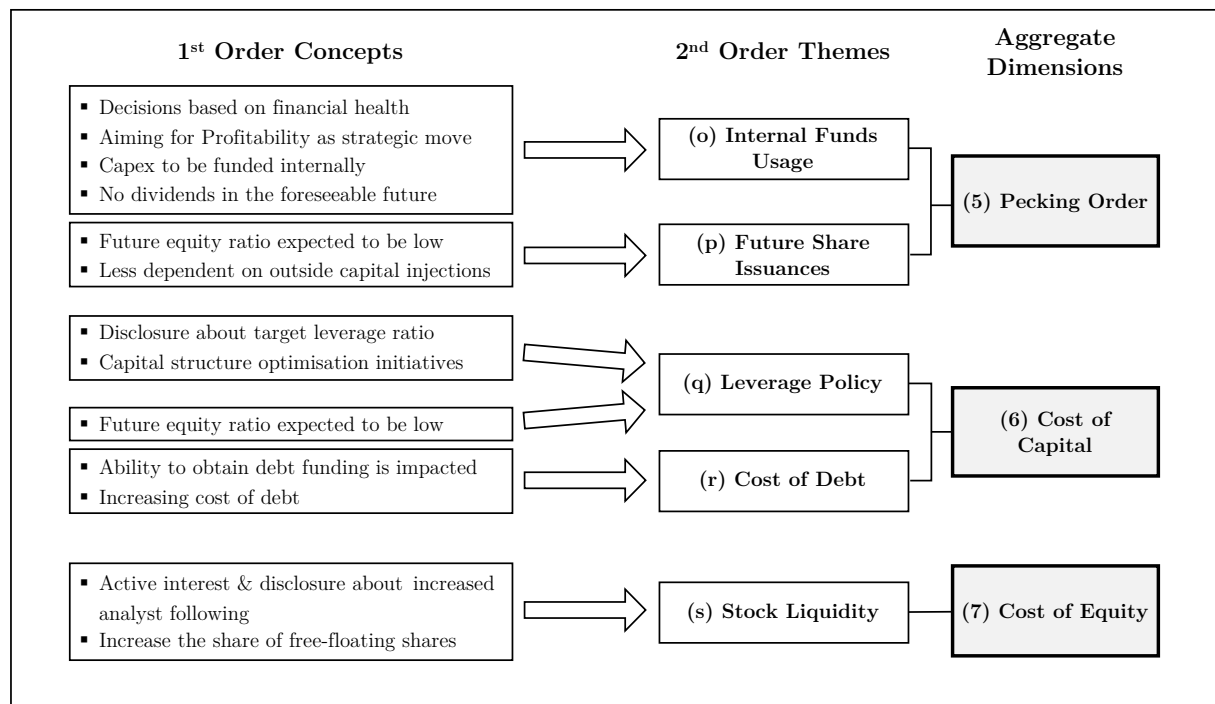 1st Order Concepts
2nd Order Themes
Aggregate
Dimensions
▪ Decisions based on financial health
▪ Aiming for Profitability as strategic move
▪ Capex to be funded internally
▪ No dividends in the foreseeable future
(o) Internal Funds
Usage
(5) Pecking Order
▪ Future equity ratio expected to be low
▪ Less dependent on outside capital injections
(p) Future Share
Issuances
▪ Disclosure about target leverage ratio
▪ Capital structure optimisation initiatives
(q) Leverage Policy
▪ Future equity ratio expected to be low
(6) Cost of
Capital
▪ Ability to obtain debt funding is impacted
▪ Increasing cost of debt
(r) Cost of Debt
▪ Active interest & disclosure about increased
analyst following
▪ Increase the share of free-floating shares
(s) Stock Liquidity
(7) Cost of Equity